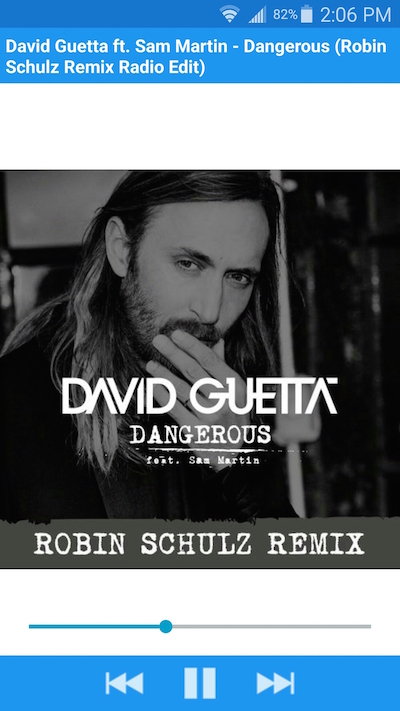 82% 2:06 PM
David Guetta ft. Sam Martin - Dangerous (Robin
Schulz Remix Radio Edit)
DAVID GUETTA
DANGEROUS
feat. Sam Martin
ROBIN SCHULZ REMIX